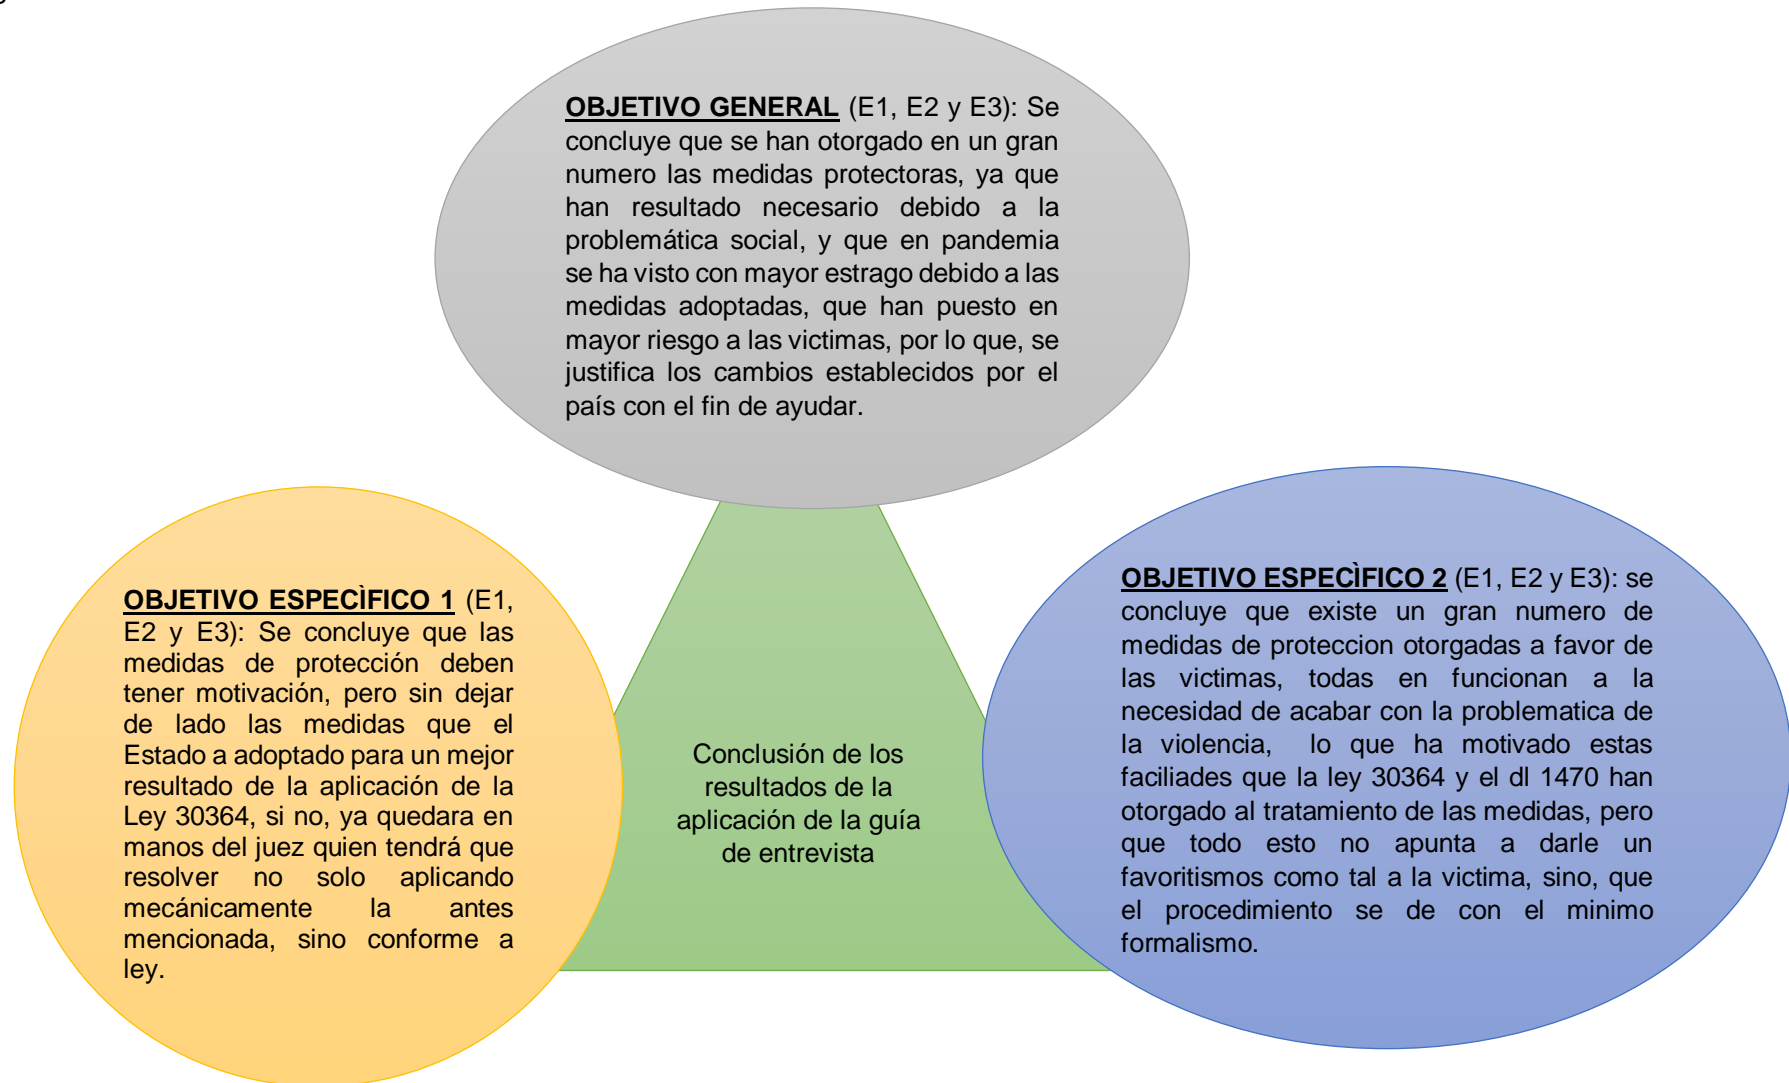 OBJETIVO GENERAL (E1, E2 y E3): Se
concluye que se han otorgado en un gran
numero las medidas protectoras, ya que
han resultado necesario debido a la
problemática social, y que en pandemia
se ha visto con mayor estrago debido a las
medidas adoptadas, que han puesto en
mayor riesgo a las victimas, por lo que, se
justifica los cambios establecidos por el
país con el fin de ayudar.
OBJETIVO ESPECÌFICO 1 (E1,
E2 y E3): Se concluye que las
medidas de protección deben
tener motivación, pero sin dejar
de lado las medidas que el
Estado a adoptado para un mejor
resultado de la aplicación de la
Ley 30364, si no, ya quedara en
manos del juez quien tendrá que
resolver no solo aplicando
mecánicamente la antes
mencionada, sino conforme a
ley.
Conclusión de los
resultados de la
aplicación de la guía
de entrevista
OBJETIVO ESPECÌFICO 2 (E1, E2 y E3): se
concluye que existe un gran numero de
medidas de proteccion otorgadas a favor de
las victimas, todas en funcionan a la
necesidad de acabar con la problematica de
la violencia, lo que ha motivado estas
faciliades que la ley 30364 y el dl 1470 han
otorgado al tratamiento de las medidas, pero
que todo esto no apunta a darle un
favoritismos como tal a la victima, sino, que
el procedimiento se de con el minimo
formalismo.